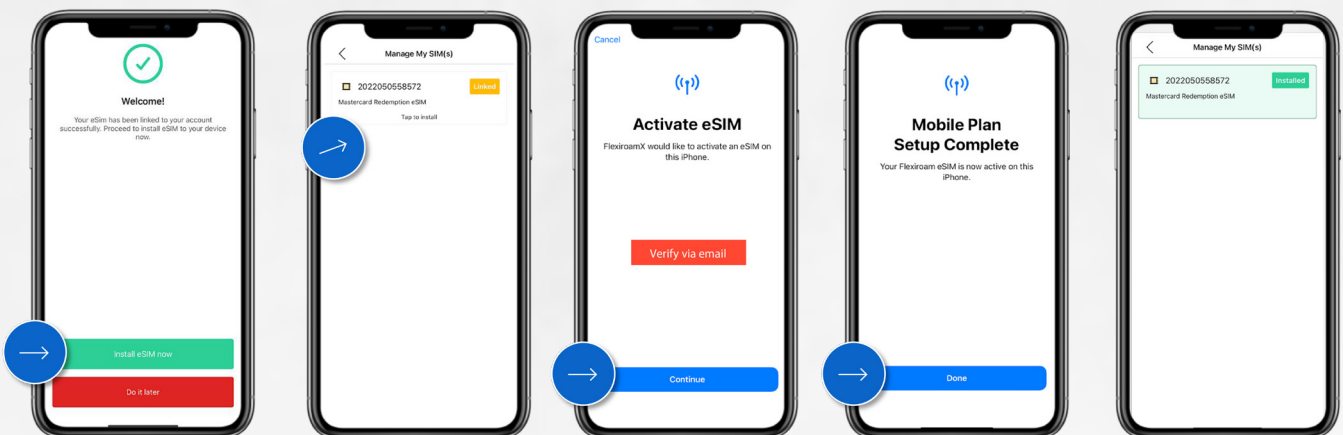 Welcome!
Your eSim has been linked to your account
successfully. Proceed to install eSIM to your device
now.
Install eSIM now
Do it later
Manage My SIM(s)
2022050558572
Linked
Mastercard Redemption eSIM
Tap to install
Cancel
Activate eSIM
FlexiroamX would like to activate an eSIM on
this iPhone.
Verify via email
Continue
Mobile Plan
Setup Complete
Your Flexiroam eSIM is now active on this
iPhone.
Done
Manage My SIM(s)
2022050558572
Installed
Mastercard Redemption eSIM